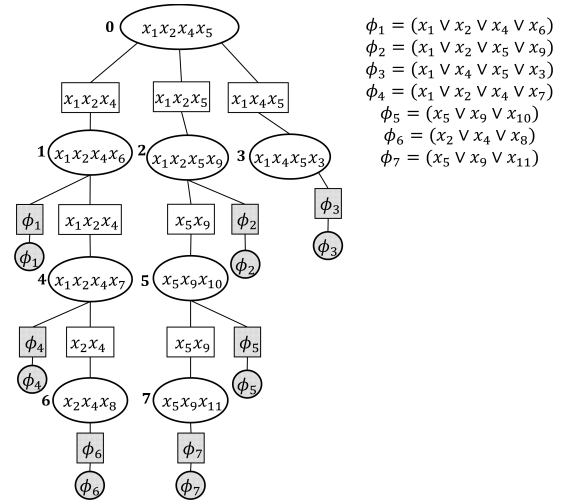 0 x₁x₂x₄x₅
x₁x₂x₄ x₁x₂x₅ x₁x₄x₅
1 x₁x₂x₄x₆ 2 x₁x₂x₅x₉ 3 x₁x₄x₅x₃
ϕ₁ x₁x₂x₄ x₅x₉ ϕ₂ ϕ₃
ϕ₁ ϕ₂ ϕ₃
4 x₁x₂x₄x₇ 5 x₅x₉x₁₀
ϕ₄ x₂x₄ x₅x₉ ϕ₅
ϕ₄ ϕ₅
6 x₂x₄x₈ 7 x₅x₉x₁₁
ϕ₆ ϕ₇
ϕ₆ ϕ₇
ϕ₁ = (x₁ ∨ x₂ ∨ x₄ ∨ x₆)
ϕ₂ = (x₁ ∨ x₂ ∨ x₅ ∨ x₉)
ϕ₃ = (x₁ ∨ x₄ ∨ x₅ ∨ x₃)
ϕ₄ = (x₁ ∨ x₂ ∨ x₄ ∨ x₇)
ϕ₅ = (x₅ ∨ x₉ ∨ x₁₀)
ϕ₆ = (x₂ ∨ x₄ ∨ x₈)
ϕ₇ = (x₅ ∨ x₉ ∨ x₁₁)